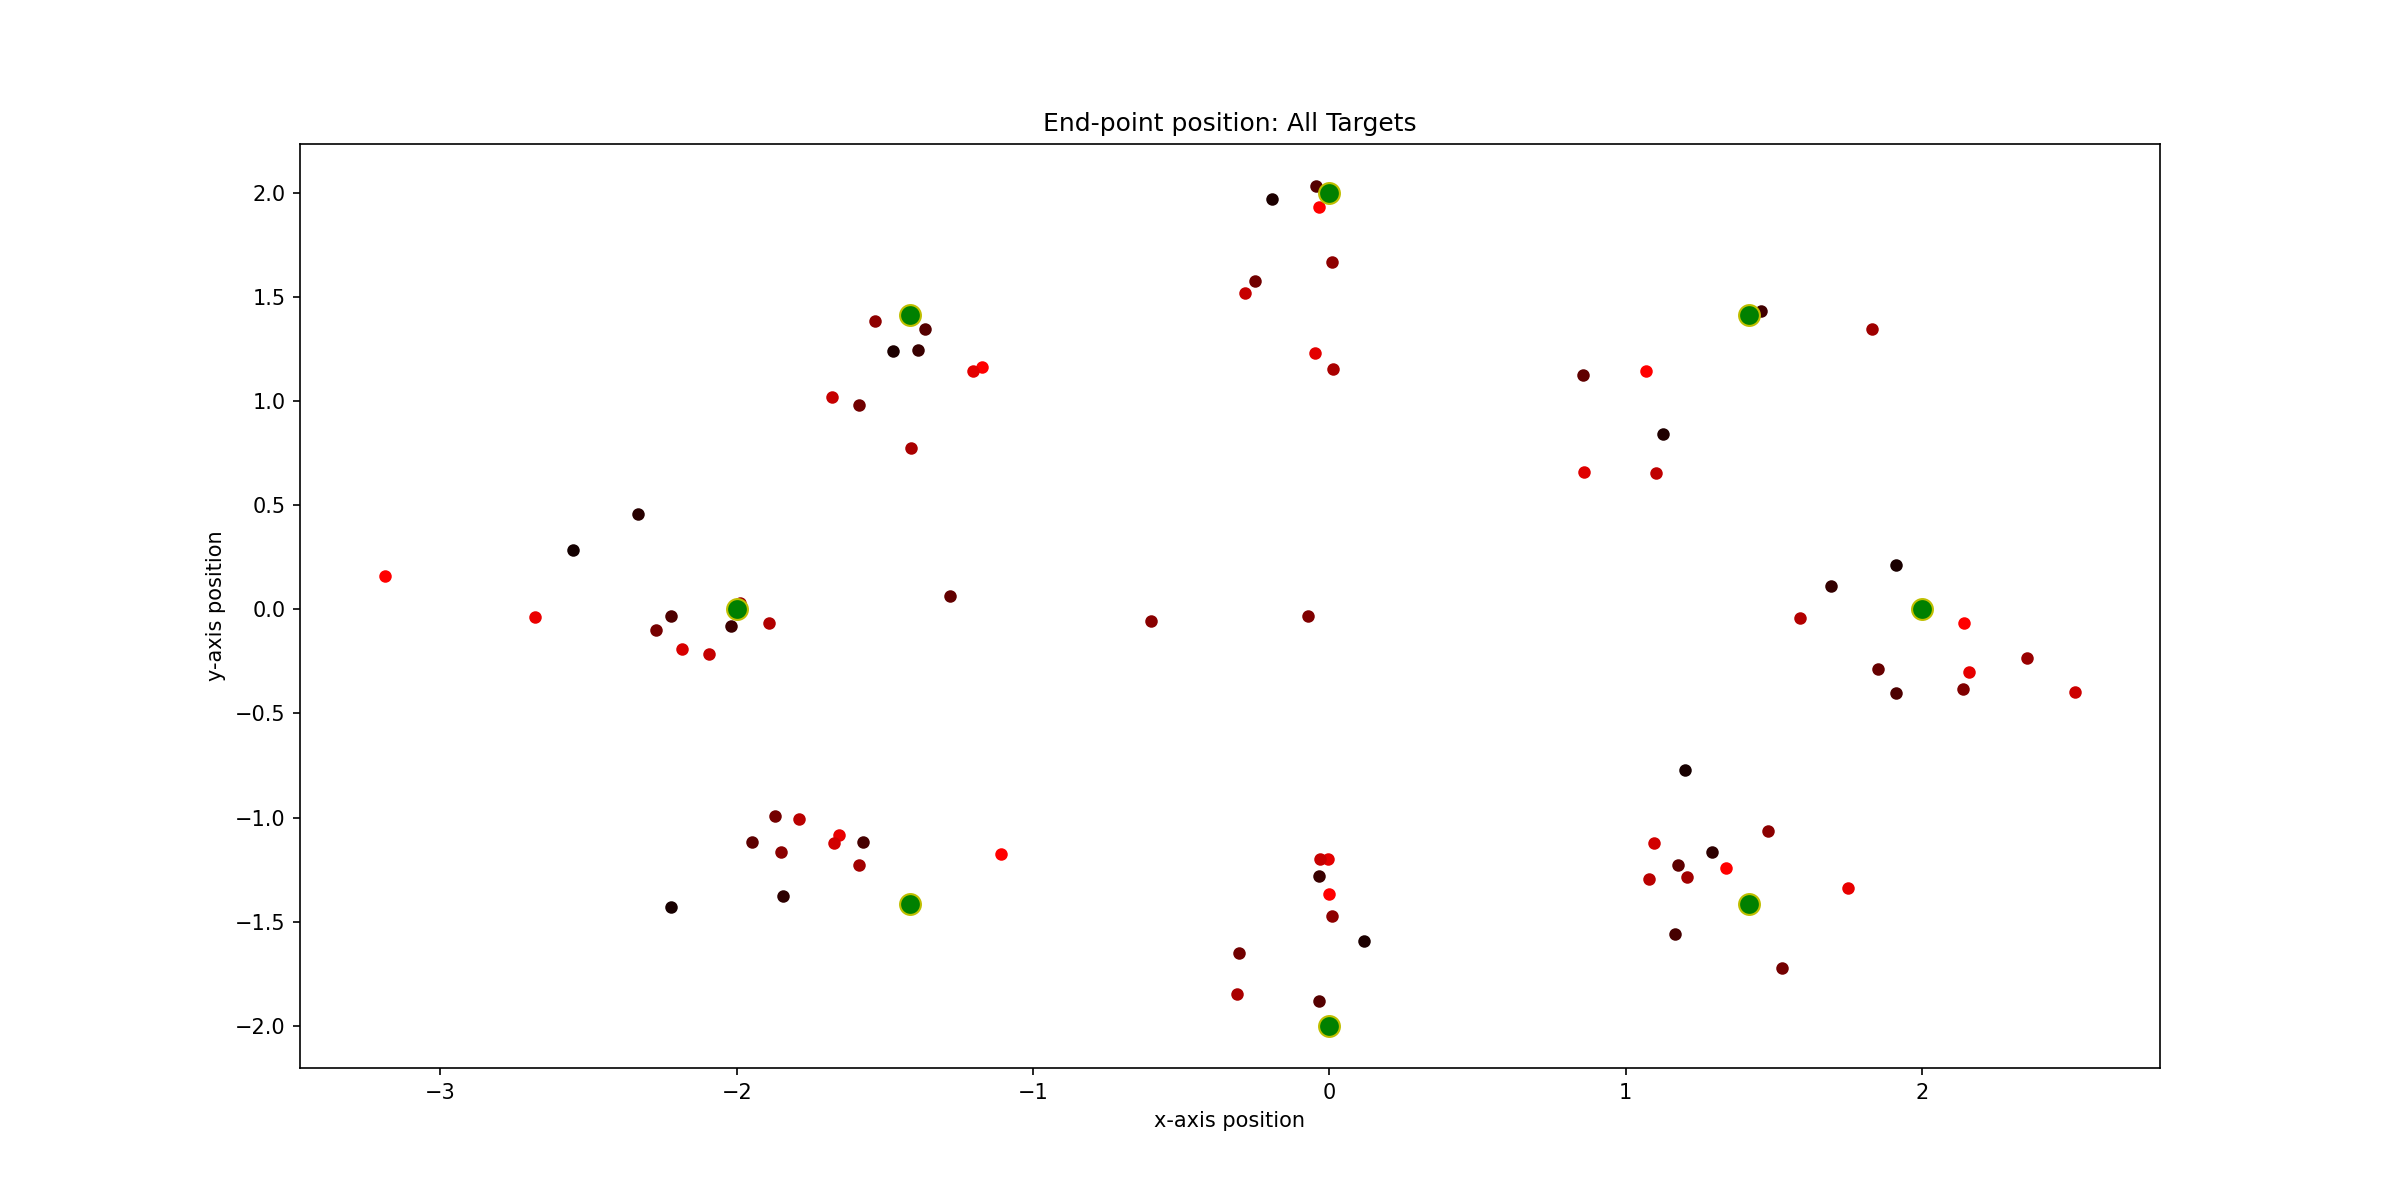 End-point position: All Targets
y-axis position
2.0
1.5
1.0
0.5
0.0
−0.5
−1.0
−1.5
−2.0
−3 −2 −1 0 1 2
x-axis position